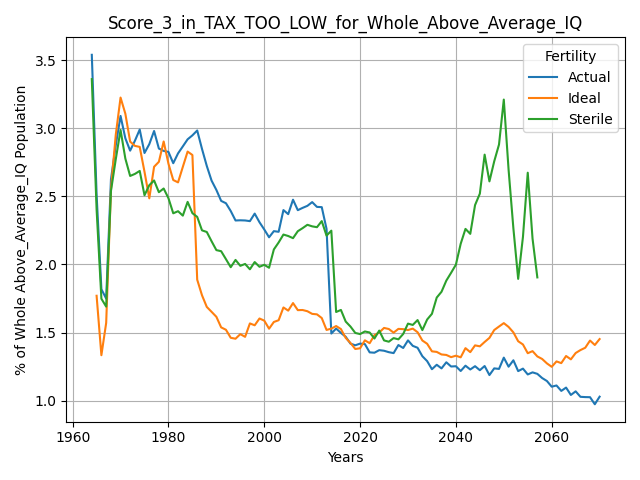 Score_3_in_TAX_TOO_LOW_for_Whole_Above_Average_IQ
% of Whole Above_Average_IQ Population
3.5
3.0
2.5
2.0
1.5
1.0
Fertility
Actual
Ideal
Sterile
1960
1980
2000
2020
2040
2060
Years